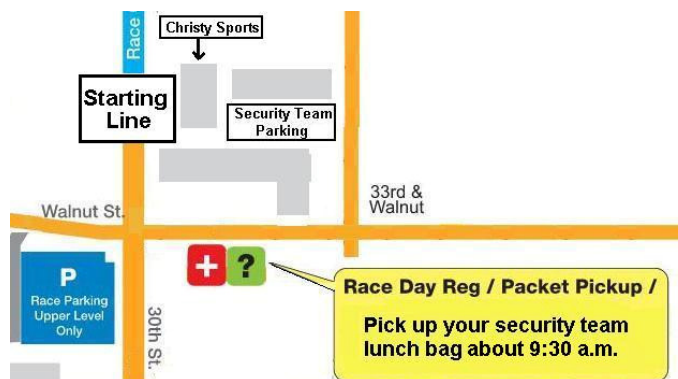 Christy Sports
Race
Starting
Line
Security Team
Parking
33rd &
Walnut
Walnut St.
+ ?
P
Race Parking
Upper Level
Only
30th St.
Race Day Reg / Packet Pickup /
Pick up your security team
lunch bag about 9:30 a.m.